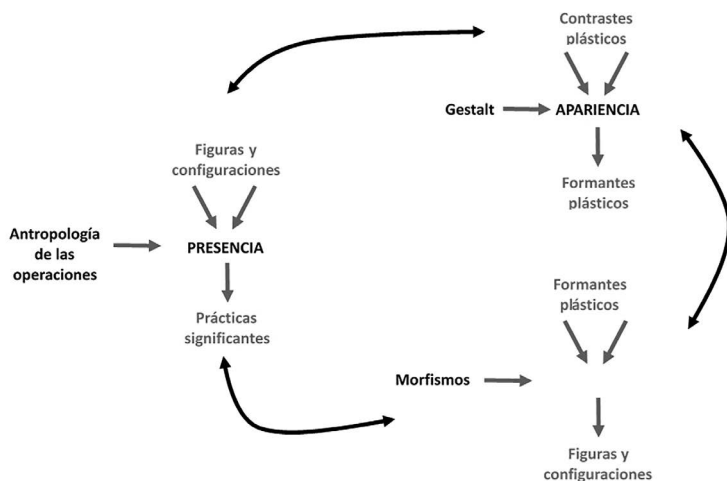 Contrastes
plásticos
Gestalt
APARIENCIA
Formantes
plásticos
Figuras y
configuraciones
Antropología
de las
operaciones
PRESENCIA
Prácticas
significantes
Formantes
plásticos
Morfismos
Figuras y
configuraciones